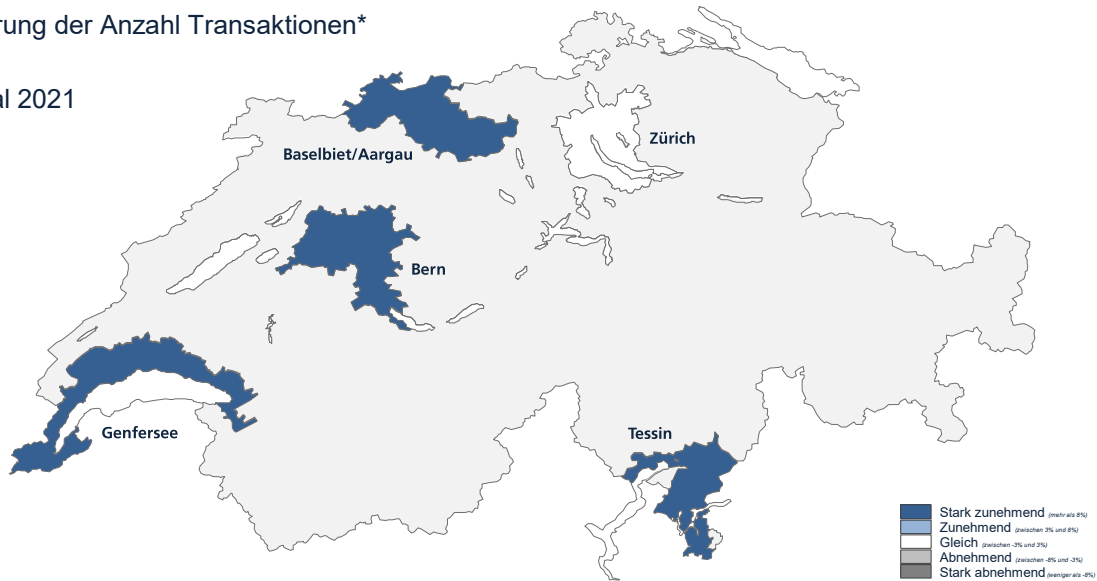 rung der Anzahl Transaktionen*
al 2021
Zürich
Baselbiet/Aargau
Bern
Genfersee
Tessin
Stark zunehmend (mehr als 8%)
Zunehmend (zwischen 3% und 8%)
Gleich (zwischen -3% und 3%)
Abnehmend (zwischen -8% und -3%)
Stark abnehmend (weniger als -8%)